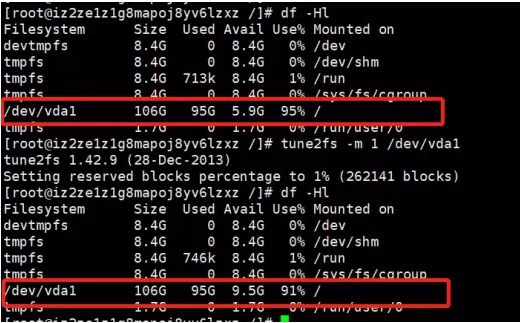 [root@iz2ze1z1g8mapoj8yv6lzxz /]# df -Hl
Filesystem Size Used Avail Use% Mounted on
devtmpfs 8.4G 0 8.4G 0% /dev
tmpfs 8.4G 0 8.4G 0% /dev/shm
tmpfs 8.4G 713k 8.4G 1% /run
tmpfs 8.4G 0 8.4G 0% /sys/fs/cgroup
/dev/vda1 106G 95G 5.9G 95% /
tmpfs 1.7G 0 1.7G 0% /run/user/0
[root@iz2ze1z1g8mapoj8yv6lzxz /]# tune2fs -m 1 /dev/vda1
tune2fs 1.42.9 (28-Dec-2013)
Setting reserved blocks percentage to 1% (262141 blocks)
[root@iz2ze1z1g8mapoj8yv6lzxz /]# df -Hl
Filesystem Size Used Avail Use% Mounted on
devtmpfs 8.4G 0 8.4G 0% /dev
tmpfs 8.4G 0 8.4G 0% /dev/shm
tmpfs 8.4G 746k 8.4G 1% /run
tmpfs 8.4G 0 8.4G 0% /sys/fs/cgroup
/dev/vda1 106G 95G 9.5G 91% /
tmpfs 1.7G 0 1.7G 0% /run/user/0
[root@iz2ze1z1g8mapoj8yv6lzxz /]#